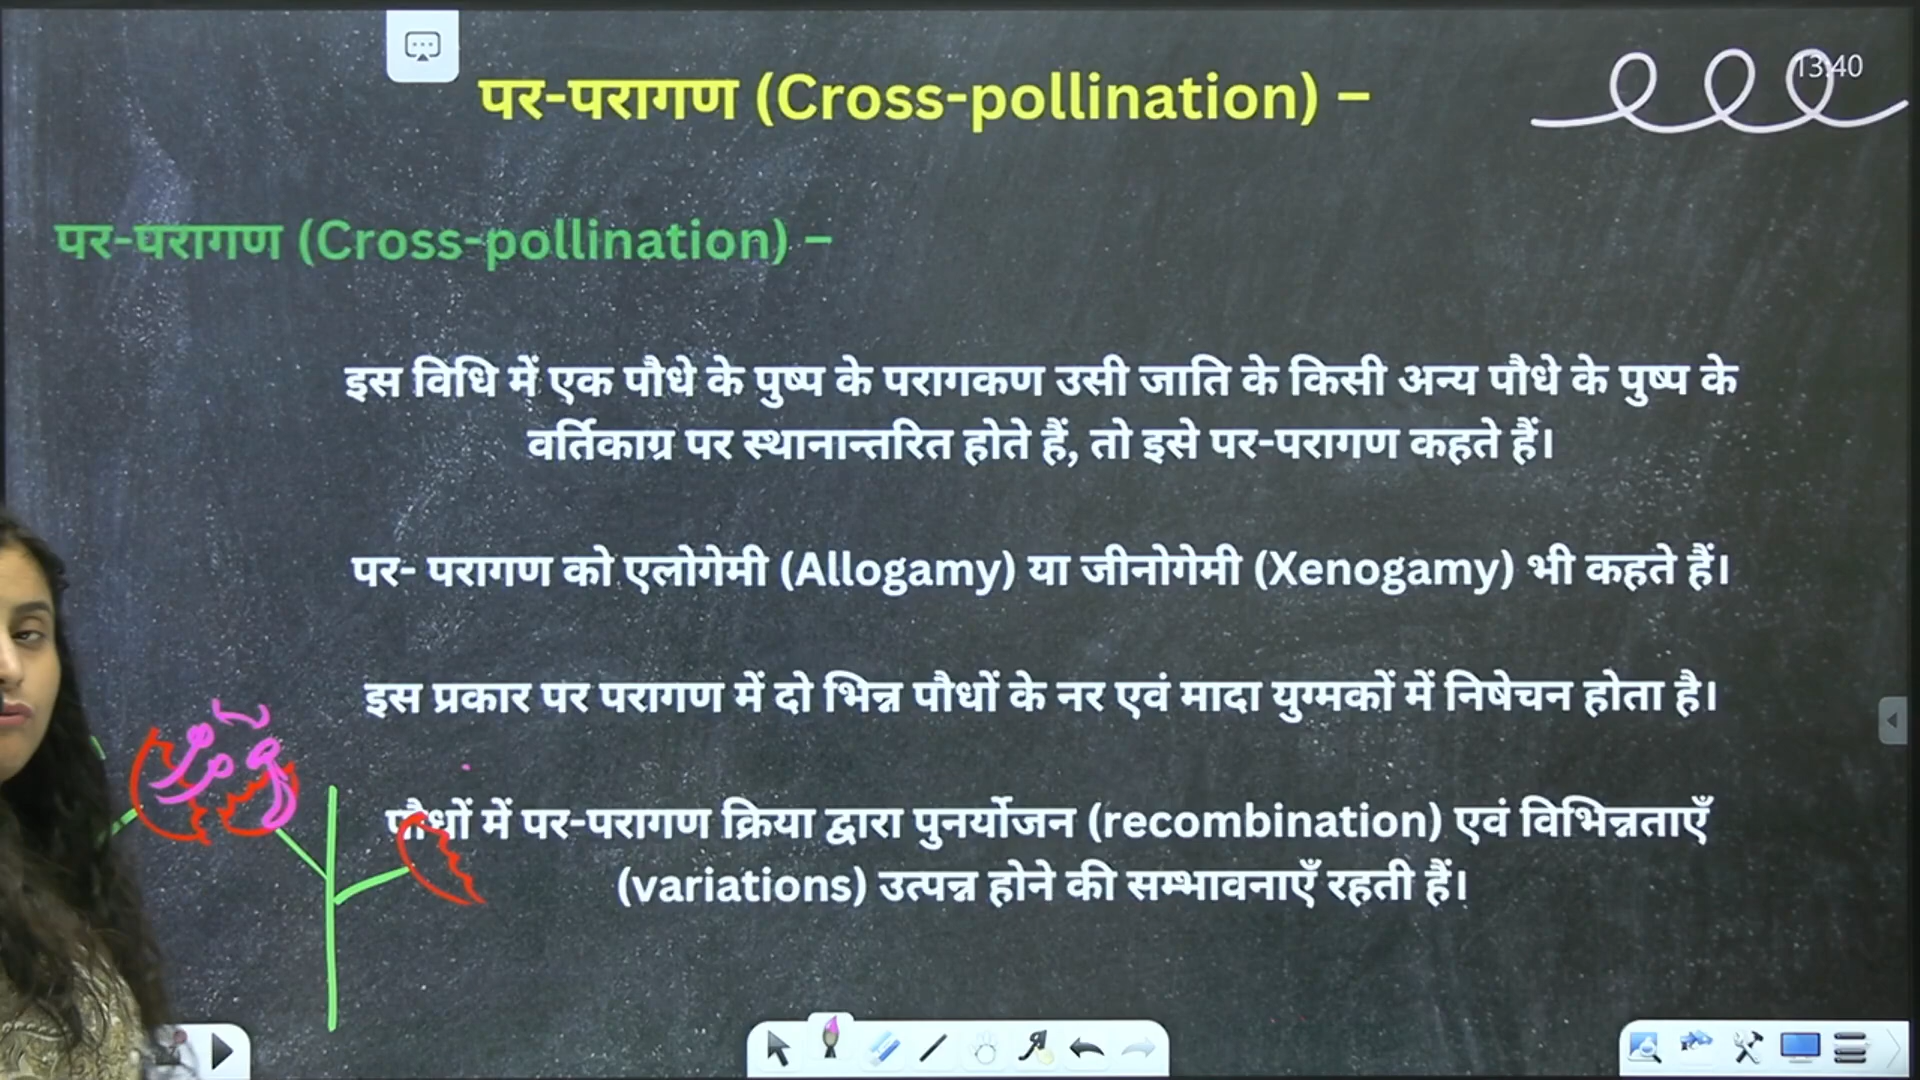 पर-परागण (Cross-pollination) –
13:40
पर-परागण (Cross-pollination) –
इस विधि में एक पौधे के पुष्प के परागकण उसी जाति के किसी अन्य पौधे के पुष्प के
वर्तिकाग्र पर स्थानान्तरित होते हैं, तो इसे पर-परागण कहते हैं।
पर- परागण को एलोगेमी (Allogamy) या जीनोगेमी (Xenogamy) भी कहते हैं।
इस प्रकार पर परागण में दो भिन्न पौधों के नर एवं मादा युग्मकों में निषेचन होता है।
पौधों में पर-परागण क्रिया द्वारा पुनर्योजन (recombination) एवं विभिन्नताएँ
(variations) उत्पन्न होने की सम्भावनाएँ रहती हैं।